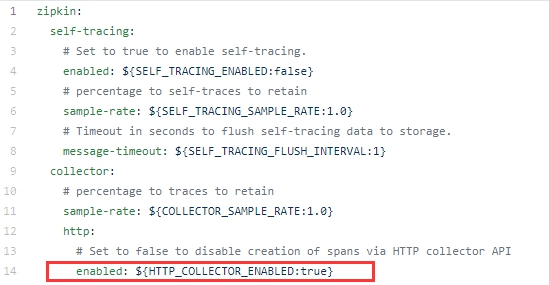 1 zipkin:
2 self-tracing:
3 # Set to true to enable self-tracing.
4 enabled: ${SELF_TRACING_ENABLED:false}
5 # percentage to self-traces to retain
6 sample-rate: ${SELF_TRACING_SAMPLE_RATE:1.0}
7 # Timeout in seconds to flush self-tracing data to storage.
8 message-timeout: ${SELF_TRACING_FLUSH_INTERVAL:1}
9 collector:
10 # percentage to traces to retain
11 sample-rate: ${COLLECTOR_SAMPLE_RATE:1.0}
12 http:
13 # Set to false to disable creation of spans via HTTP collector API
14 enabled: ${HTTP_COLLECTOR_ENABLED:true}